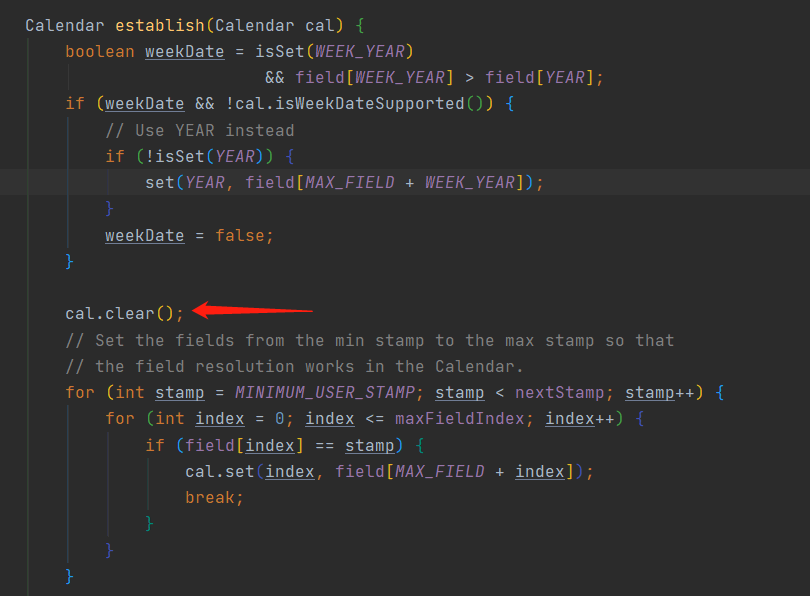 Calendar establish(Calendar cal) {
boolean weekDate = isSet(WEEK_YEAR)
&& field[WEEK_YEAR] > field[YEAR];
if (weekDate && !cal.isWeekDateSupported()) {
// Use YEAR instead
if (!isSet(YEAR)) {
set(YEAR, field[MAX_FIELD + WEEK_YEAR]);
}
weekDate = false;
}
cal.clear();
// Set the fields from the min stamp to the max stamp so that
// the field resolution works in the Calendar.
for (int stamp = MINIMUM_USER_STAMP; stamp < nextStamp; stamp++) {
for (int index = 0; index <= maxFieldIndex; index++) {
if (field[index] == stamp) {
cal.set(index, field[MAX_FIELD + index]);
break;
}
}
}